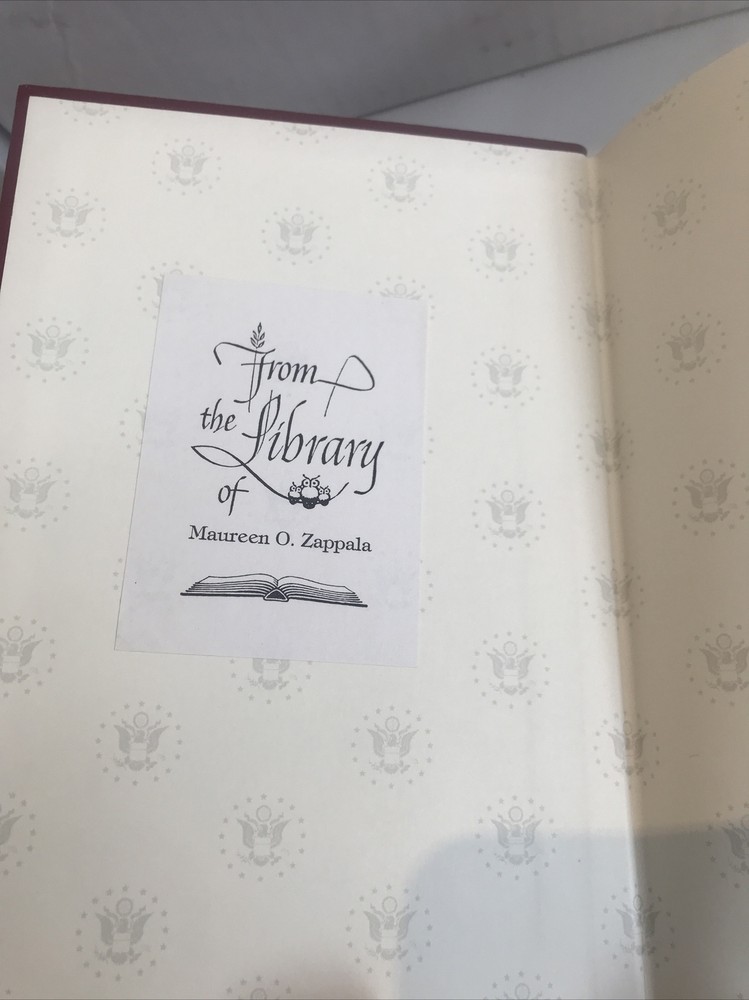 From
the Library
of
Maureen O. Zappala